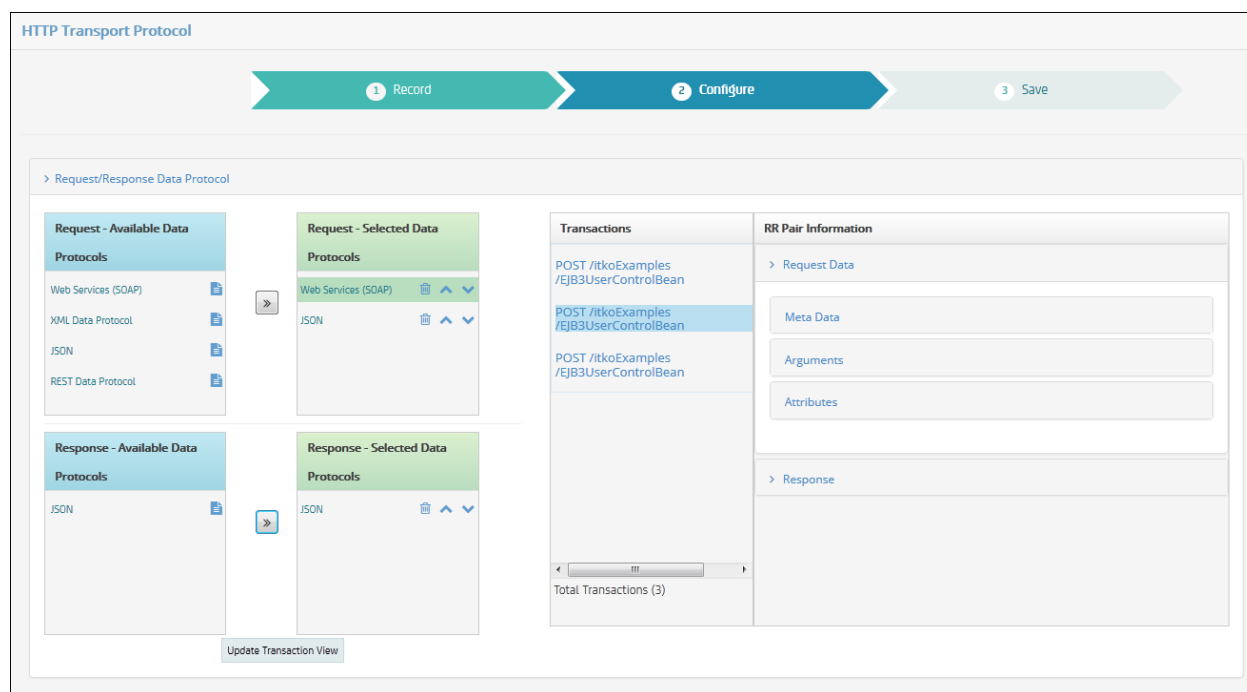 HTTP Transport Protocol
1 Record
2 Configure
3 Save
> Request/Response Data Protocol
Request - Available Data
Protocols
Web Services (SOAP)
XML Data Protocol
JSON
REST Data Protocol
Request - Selected Data
Protocols
Web Services (SOAP)
JSON
Response - Available Data
Protocols
JSON
Response - Selected Data
Protocols
JSON
Update Transaction View
Transactions
POST /itkoExamples
/EJB3UserControlBean
POST /itkoExamples
/EJB3UserControlBean
POST /itkoExamples
/EJB3UserControlBean
Total Transactions (3)
RR Pair Information
> Request Data
Meta Data
Arguments
Attributes
> Response